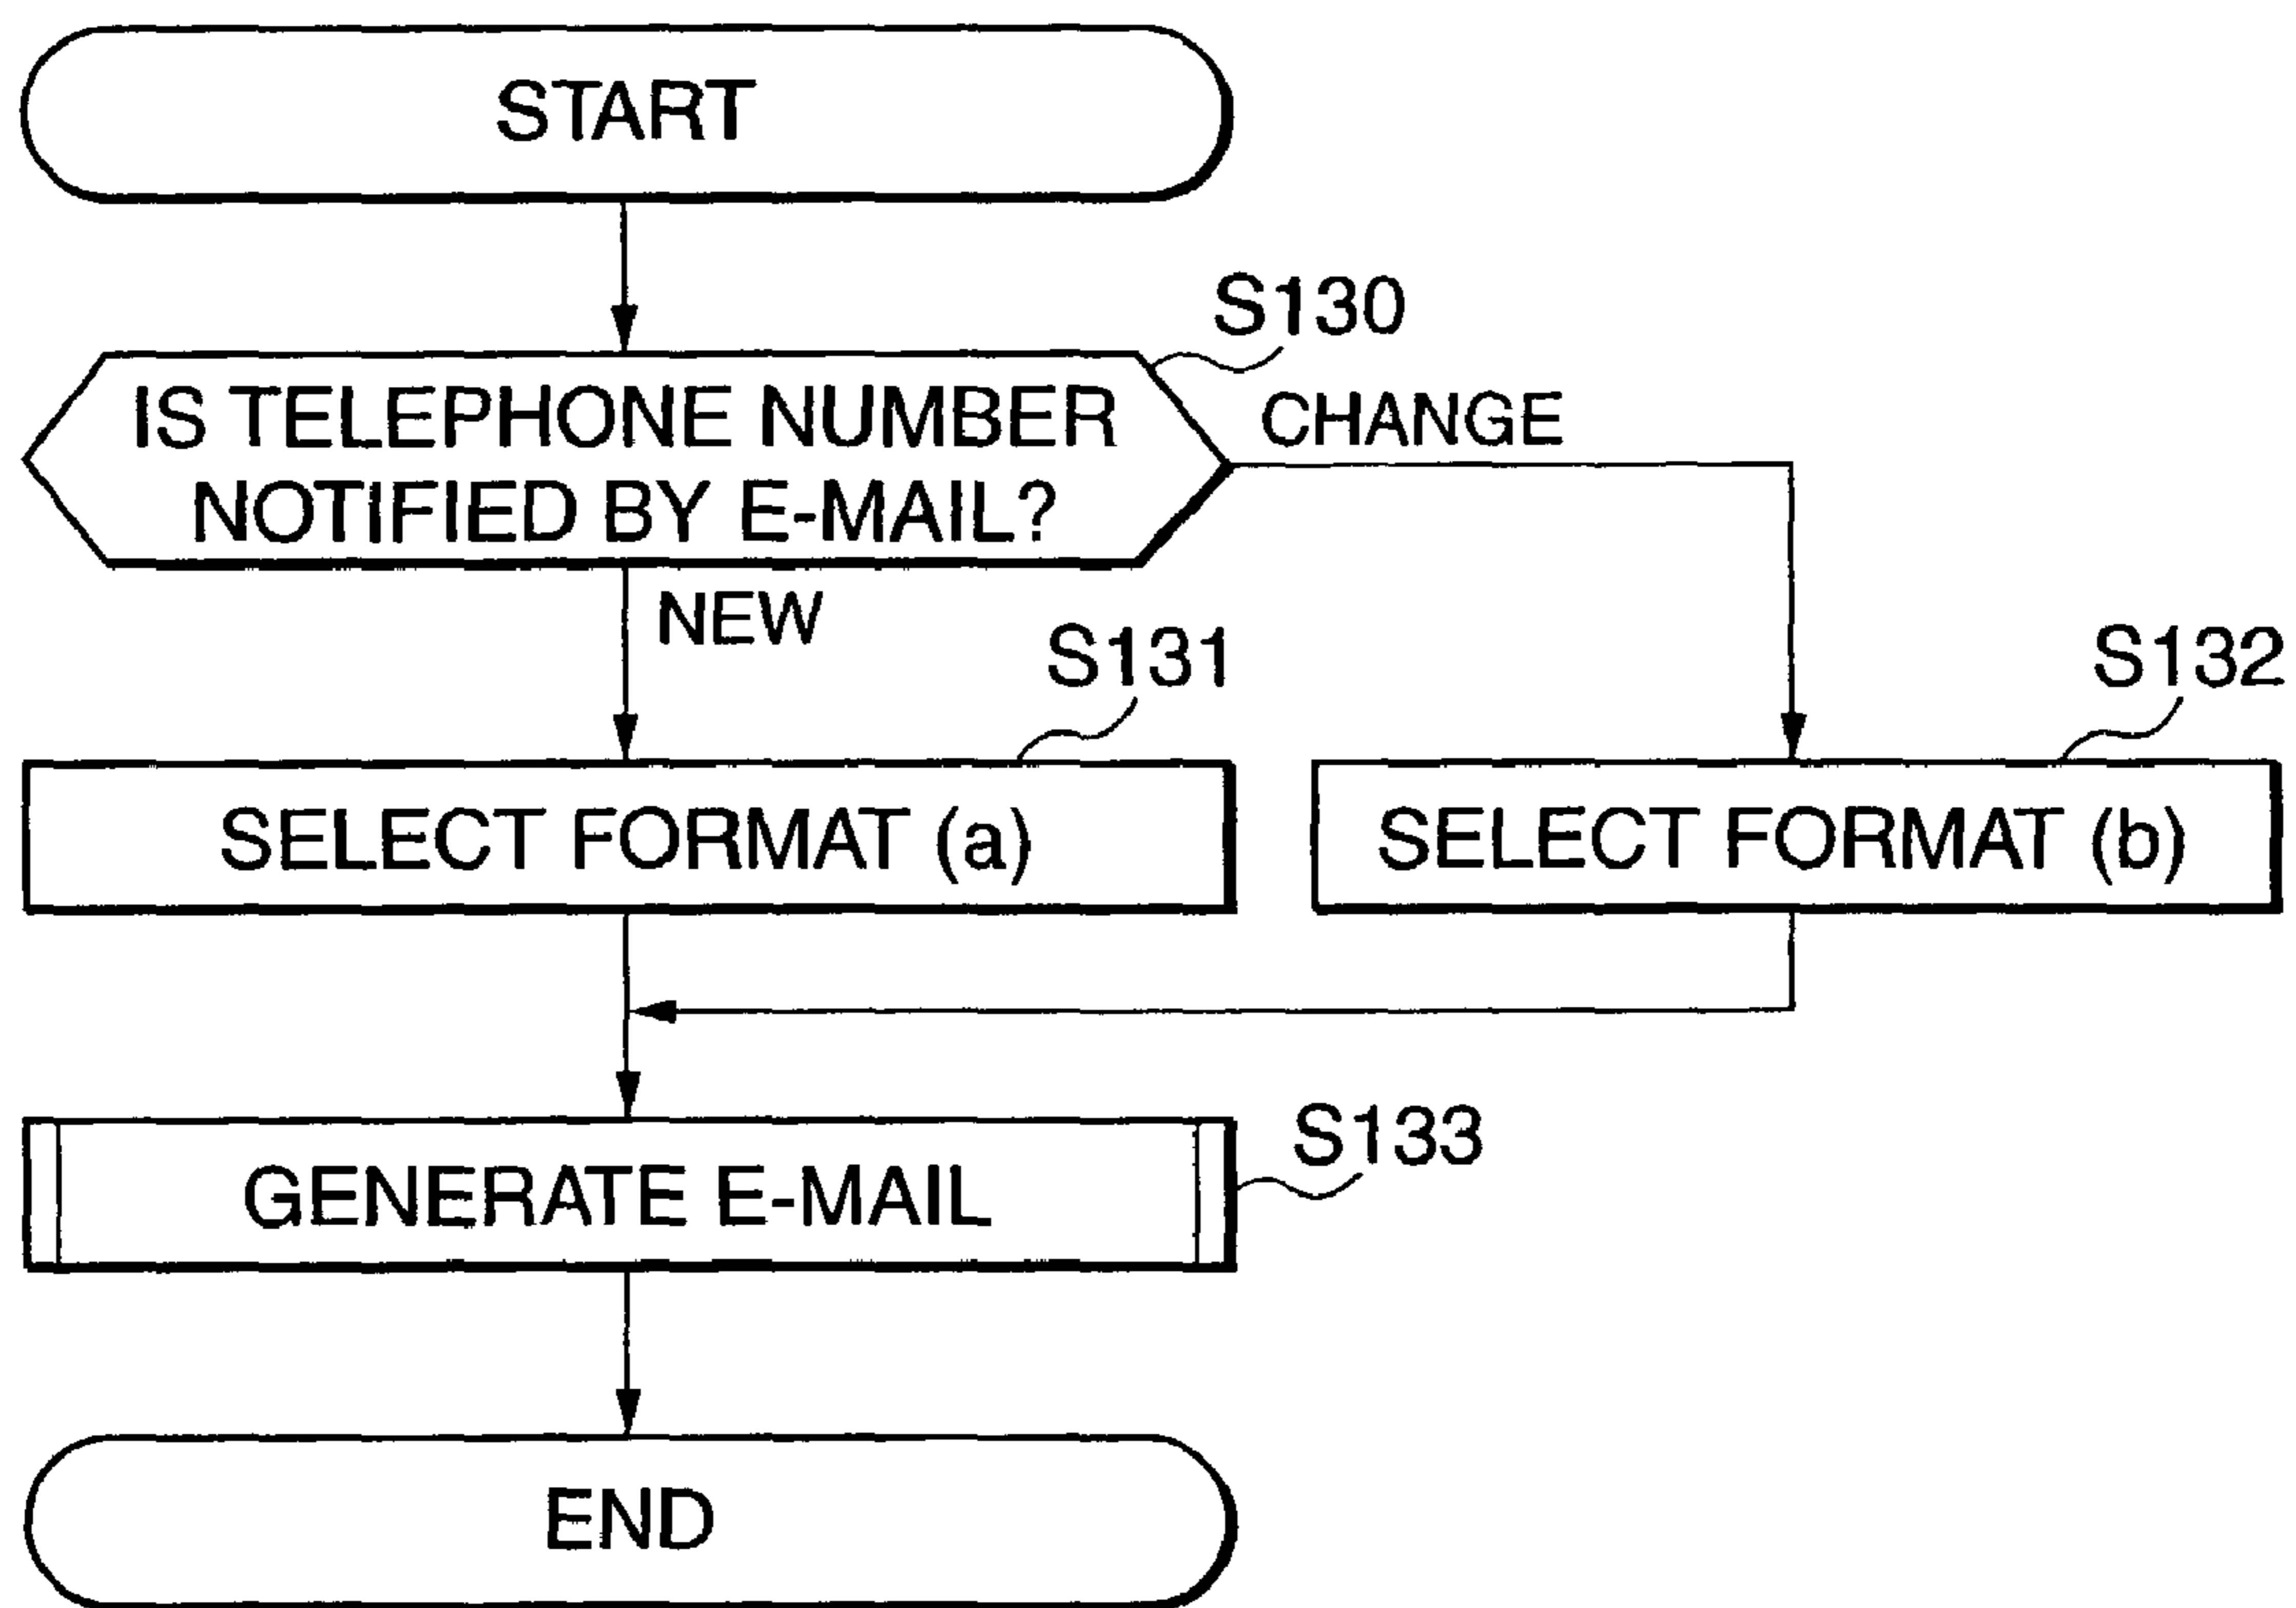 START
S130
IS TELEPHONE NUMBER
NOTIFIED BY E-MAIL?
CHANGE
NEW
S131
S132
SELECT FORMAT (a)
SELECT FORMAT (b)
S133
GENERATE E-MAIL
END